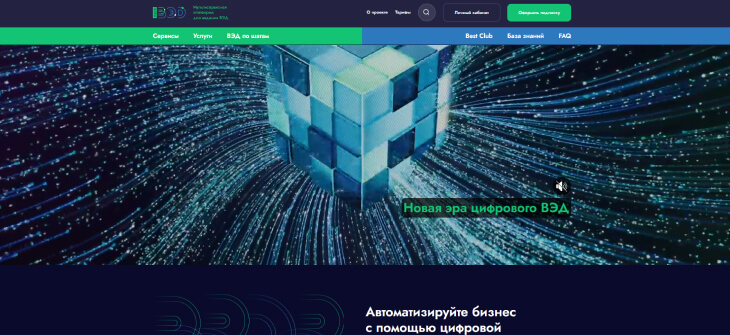 ВЭД
Мультисервисная
платформа
для ведения ВЭД
О проекте
Тарифы
Личный кабинет
Оформить подписку
Сервисы
Услуги
ВЭД по шагам
Best Club
База знаний
FAQ
Новая эра цифрового ВЭД
Автоматизируйте бизнес
с помощью цифровой